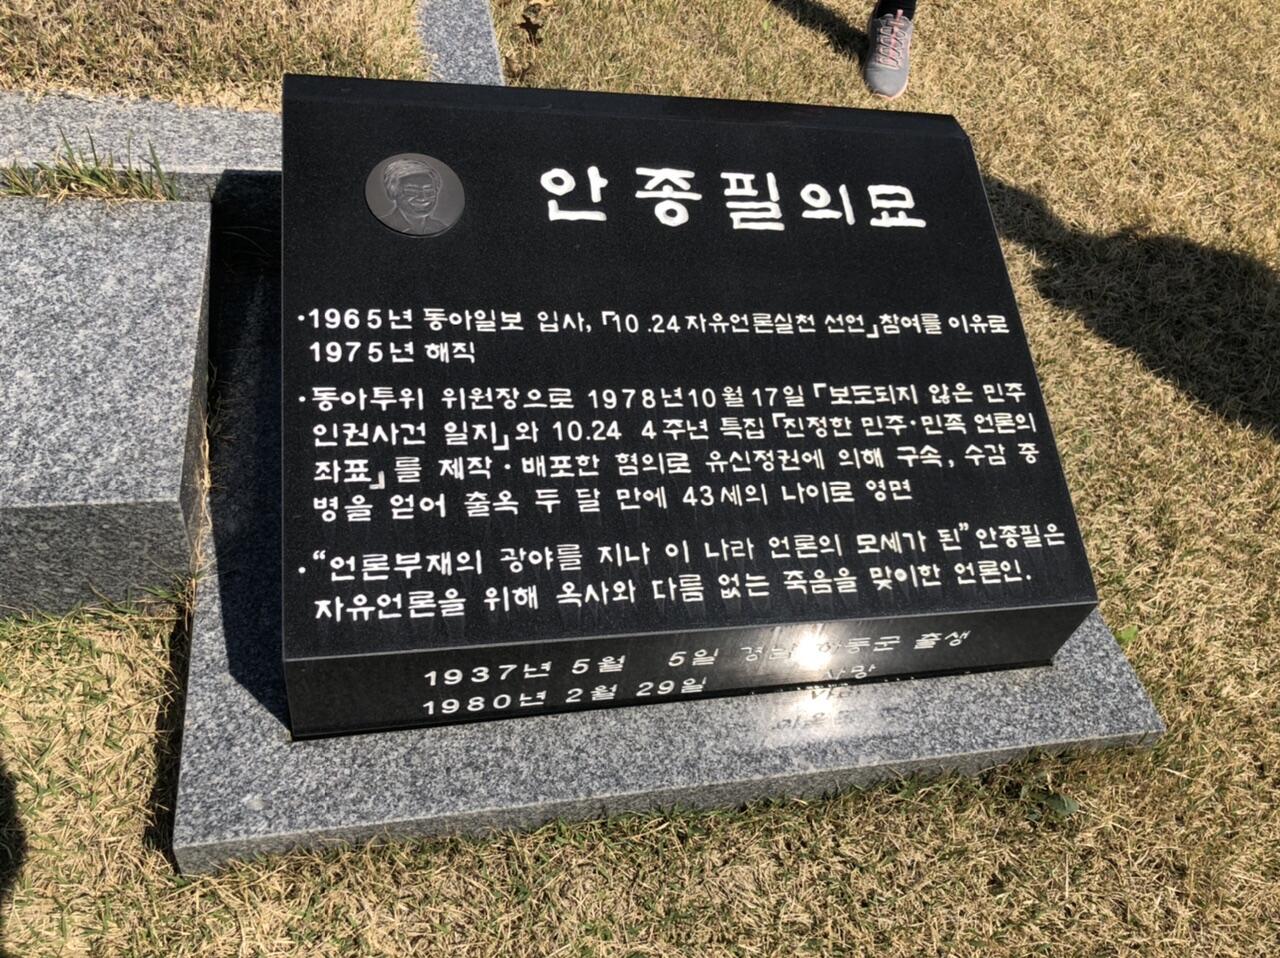 안종필의묘
·1965년 동아일보 입사, 「10.24자유언론실천 선언」참여를 이유로
1975년 해직
·동아투위 위원장으로 1978년10월17일 「보도되지 않은 민주
인권사건 일지」와 10.24 4주년 특집「진정한 민주·민족 언론의
좌표」를 제작·배포한 혐의로 유신정권에 의해 구속, 수감 중
병을 얻어 출옥 두 달 만에 43세의 나이로 영면
·“언론부재의 광야를 지나 이 나라 언론의 모세가 된” 안종필은
자유언론을 위해 옥사와 다름 없는 죽음을 맞이한 언론인.
1937년 5월 5일 경남 하동군 출생
1980년 2월 29일 사망